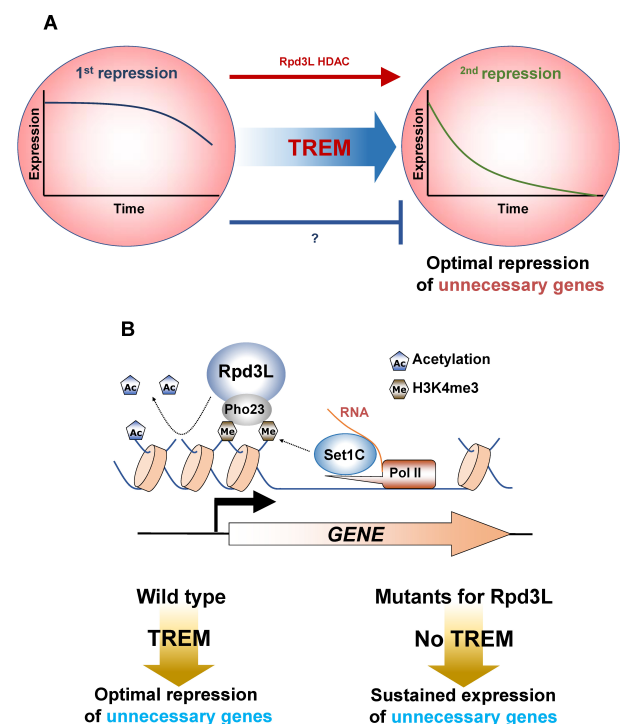 A
1st repression
Expression
Time
Rpd3L HDAC
TREM
?
2nd repression
Expression
Time
Optimal repression
of unnecessary genes
B
Rpd3L
Pho23
Ac
Ac
Ac
Me
Me
Ac Acetylation
Me H3K4me3
RNA
Set1C
Pol II
GENE
Wild type
TREM
Optimal repression
of unnecessary genes
Mutants for Rpd3L
No TREM
Sustained expression
of unnecessary genes